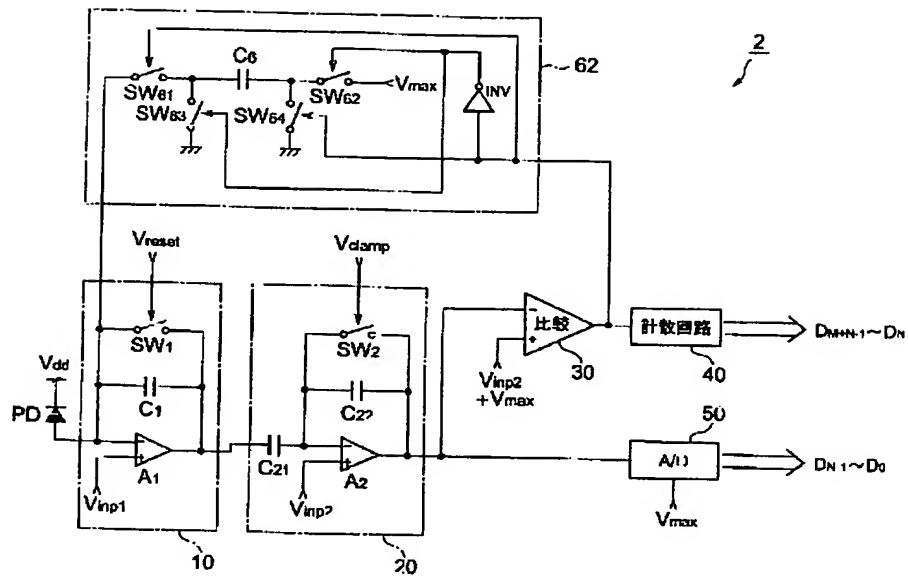 2
62
C6
SW61
SW62
Vmax
INV
SW63
SW64
Vreset
Vclamp
SW1
SW2
比較
計数回路
DM+N-1~DN
30
40
Vdd
PD
C1
C22
Vinp2
+Vmax
50
A1
C21
A2
A/D
DN-1~D0
Vinp1
Vinp2
Vmax
10
20